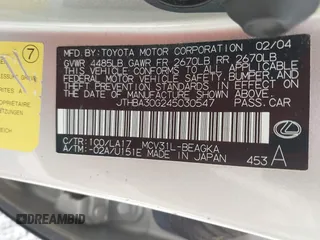 7
MFD. BY: TOYOTA MOTOR CORPORATION 02/04
GVWR 4485LB GAWR FR 2670LB RR 2670LB
THIS VEHICLE CONFORMS TO ALL APPLICABLE
FEDERAL MOTOR VEHICLE SAFETY, BUMPER, AND
THEFT PREVENTION STANDARDS IN EFFECT ON
THE DATE OF MANUFACTURE SHOWN ABOVE.
JTHBA30G245030547
PASS. CAR
C/TR: 1C0/LA17 MCV31L-BEAGKA
A/TM: -02A/U151E MADE IN JAPAN
453 A
DREAMBID